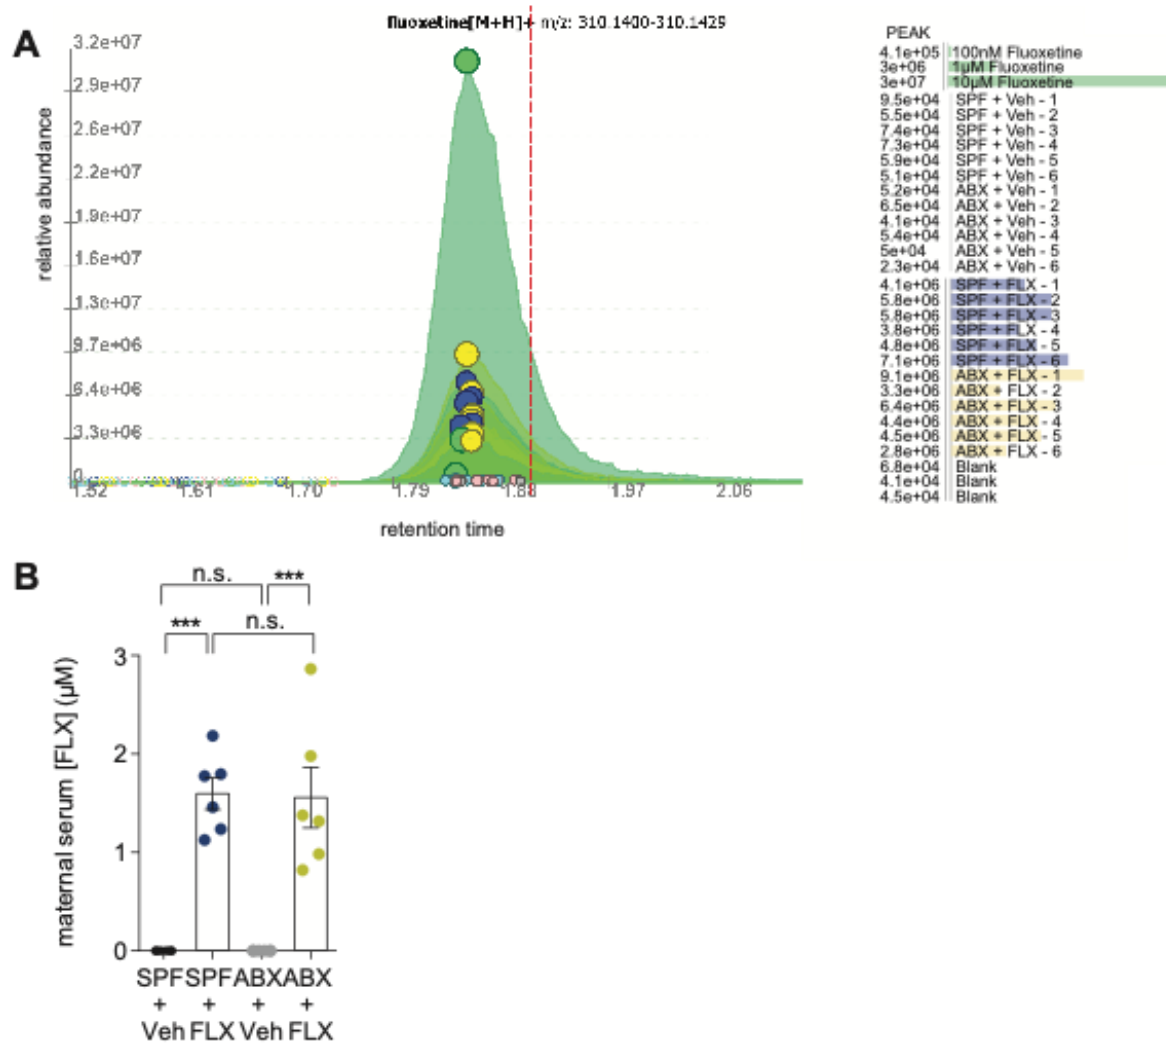 A
fluoxetine[M+H]+ m/z: 310.1400-310.1429
relative abundance
3.2e+07
2.9e+07
2.6e+07
2.2e+07
1.9e+07
1.6e+07
1.3e+07
9.7e+06
6.4e+06
3.3e+06
0
1.52 1.61 1.70 1.79 1.88 1.97 2.06
retention time
PEAK
4.1e+05 100nM Fluoxetine
3e+06 1µM Fluoxetine
3e+07 10µM Fluoxetine
9.5e+04 SPF + Veh - 1
5.5e+04 SPF + Veh - 2
7.4e+04 SPF + Veh - 3
7.3e+04 SPF + Veh - 4
5.9e+04 SPF + Veh - 5
5.1e+04 SPF + Veh - 6
5.2e+04 ABX + Veh - 1
6.5e+04 ABX + Veh - 2
4.1e+04 ABX + Veh - 3
5.4e+04 ABX + Veh - 4
5e+04 ABX + Veh - 5
2.3e+04 ABX + Veh - 6
4.1e+06 SPF + FLX - 1
5.8e+06 SPF + FLX - 2
5.8e+06 SPF + FLX - 3
3.8e+06 SPF + FLX - 4
4.8e+06 SPF + FLX - 5
7.1e+06 SPF + FLX - 6
9.1e+06 ABX + FLX - 1
3.3e+06 ABX + FLX - 2
6.4e+06 ABX + FLX - 3
4.4e+06 ABX + FLX - 4
4.5e+06 ABX + FLX - 5
2.8e+06 ABX + FLX - 6
6.8e+04 Blank
4.1e+04 Blank
4.5e+04 Blank
B
n.s. ***
*** n.s.
maternal serum [FLX] (µM)
3
2
1
0
SPF SPF ABX ABX
+ + + +
Veh FLX Veh FLX